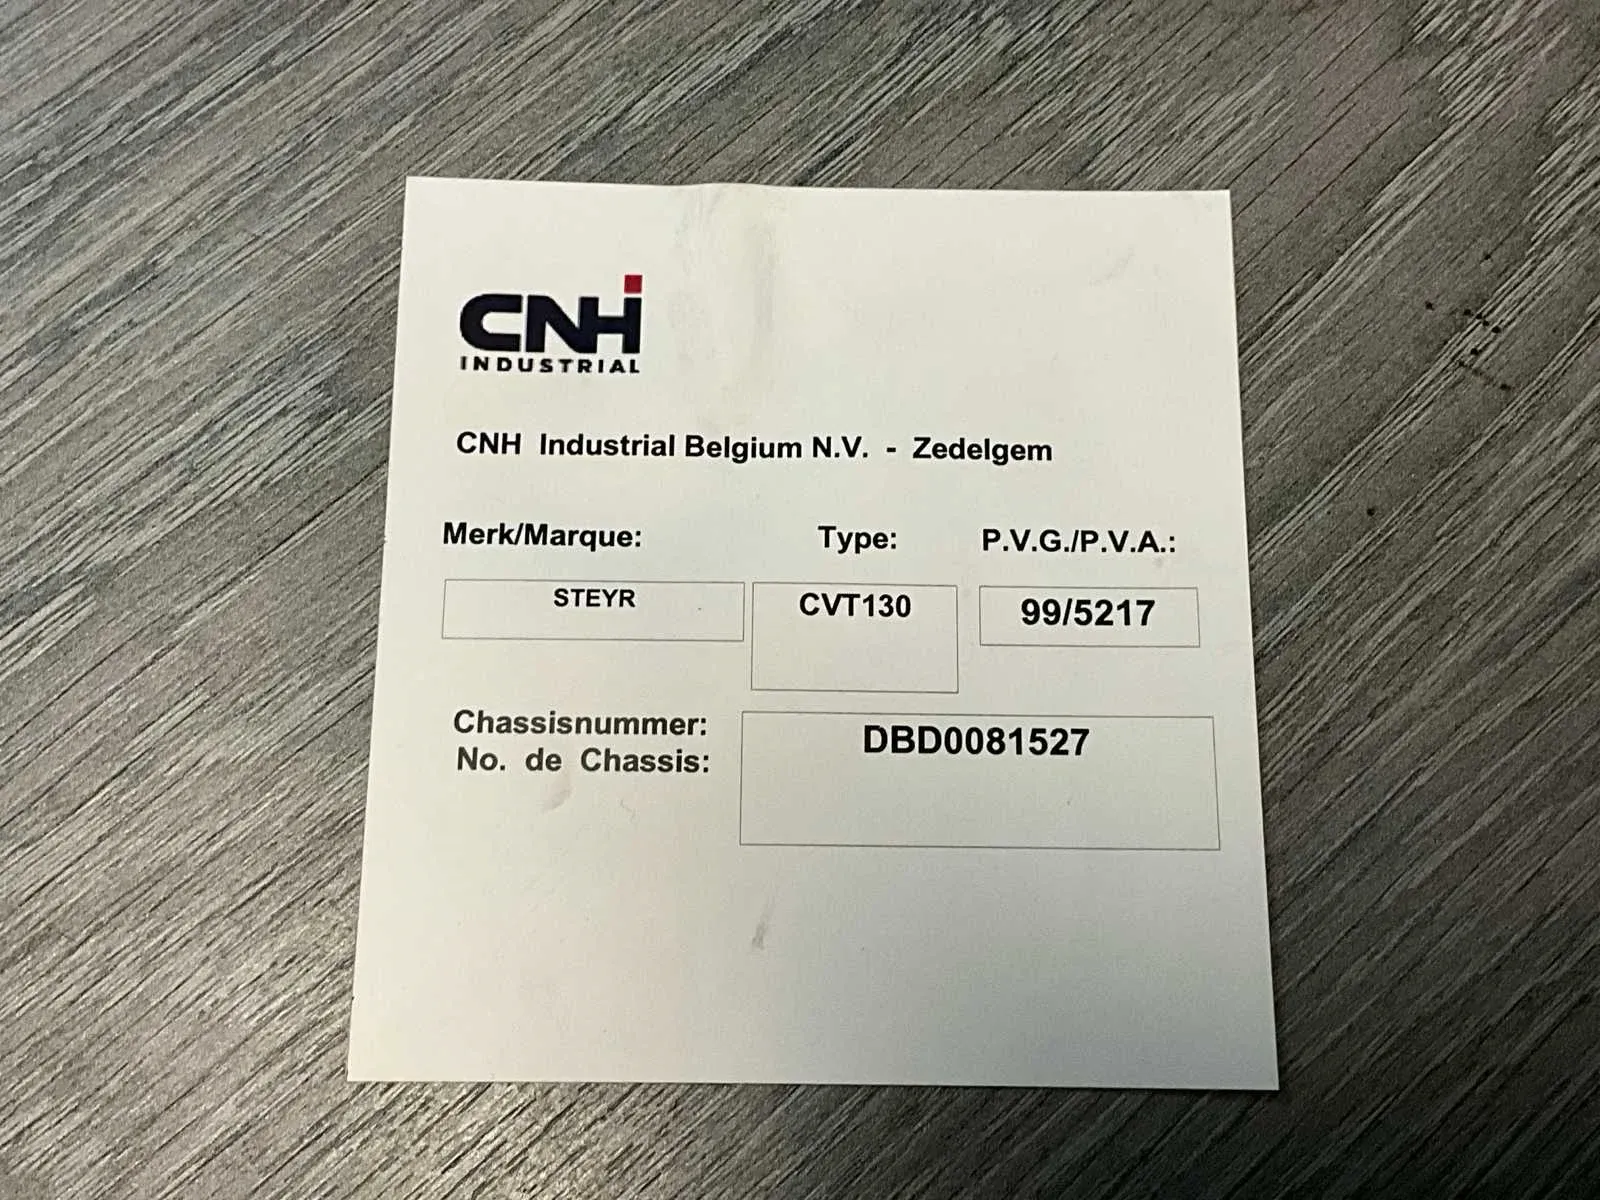 CNH
INDUSTRIAL
CNH Industrial Belgium N.V. - Zedelgem
Merk/Marque: Type: P.V.G./P.V.A.:
STEYR CVT130 99/5217
Chassisnummer: DBD0081527
No. de Chassis: